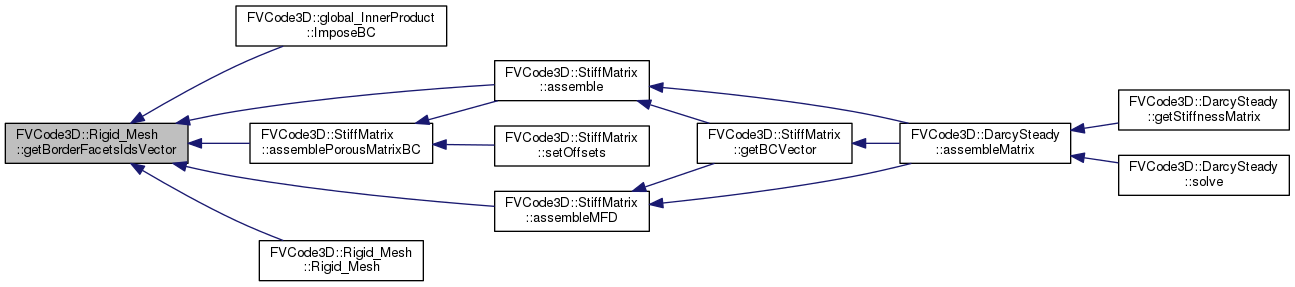 FVCode3D::global_InnerProduct
::ImposeBC
FVCode3D::StiffMatrix
::assemble
FVCode3D::DarcySteady
::getStiffnessMatrix
FVCode3D::Rigid_Mesh
::getBorderFacetsIdsVector
FVCode3D::StiffMatrix
::assemblePorousMatrixBC
FVCode3D::StiffMatrix
::setOffsets
FVCode3D::StiffMatrix
::getBCVector
FVCode3D::DarcySteady
::assembleMatrix
FVCode3D::DarcySteady
::solve
FVCode3D::StiffMatrix
::assembleMFD
FVCode3D::Rigid_Mesh
::Rigid_Mesh